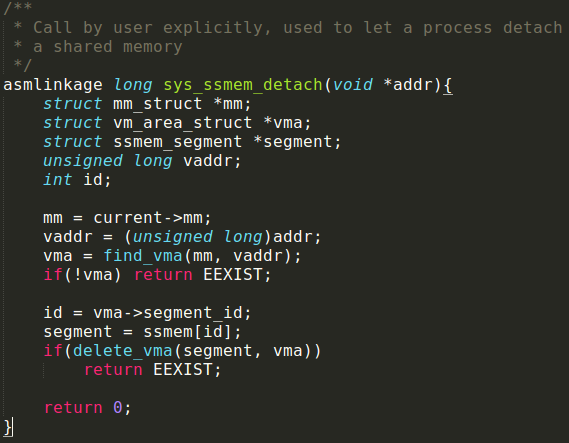 /**
 * Call by user explicitly, used to let a process detach
 * a shared memory
 */
asmlinkage long sys_ssmem_detach(void *addr){
    struct mm_struct *mm;
    struct vm_area_struct *vma;
    struct ssmem_segment *segment;
    unsigned long vaddr;
    int id;

    mm = current->mm;
    vaddr = (unsigned long)addr;
    vma = find_vma(mm, vaddr);
    if(!vma) return EEXIST;

    id = vma->segment_id;
    segment = ssmem[id];
    if(delete_vma(segment, vma))
        return EEXIST;

    return 0;
}